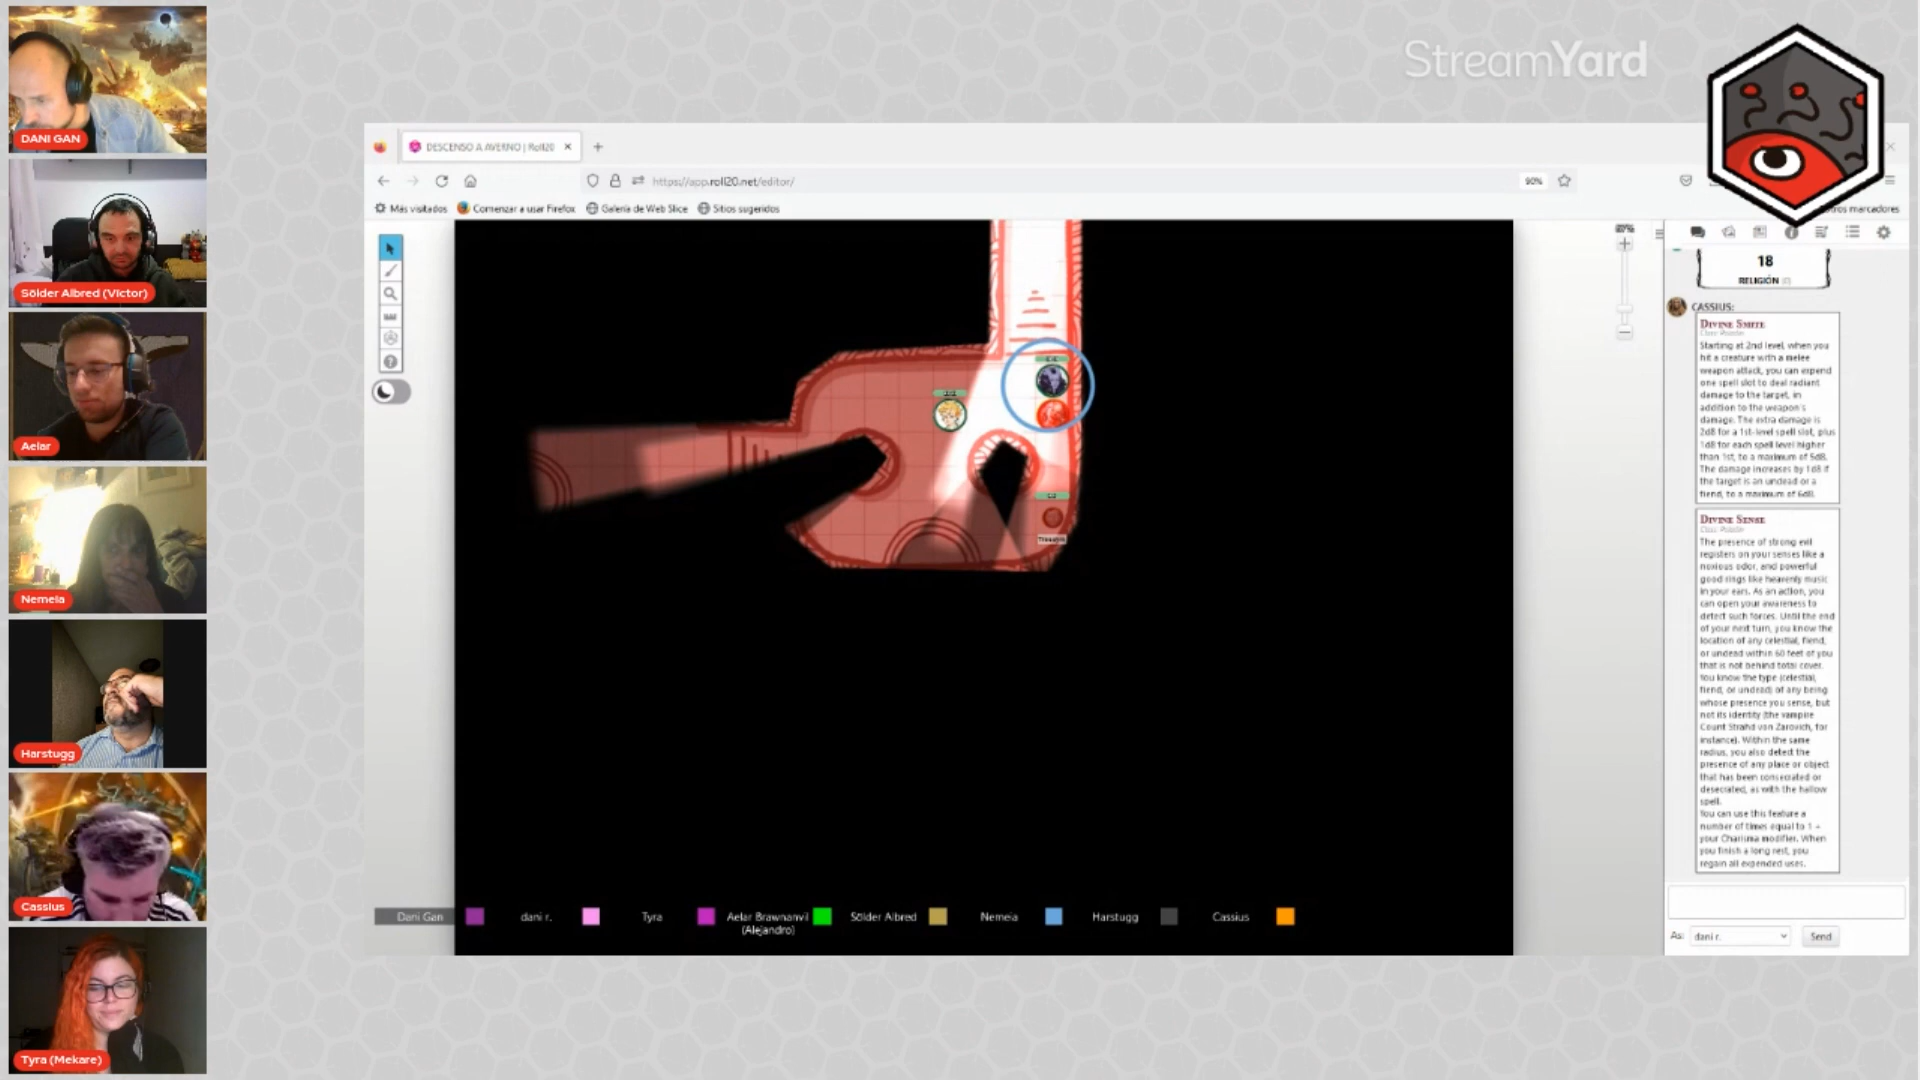 StreamYard
DANI GAN
Sölder Albred (Victor)
Aelar
Nemeia
Harstugg
Cassius
Tyra (Mekare)
DESCENSO A AVERNO | Roll20
https://app.roll20.net/editor/
90%
Más visitados
Comenzar a usar Firefox
Galería de Web Slice
Sitios sugeridos
otros marcadores
18
RELIGIÓN
CASSIUS:
DIVINE SMITE
Starting at 2nd level, when you
hit a creature with a melee
weapon attack, you can expend
one spell slot to deal radiant
damage to the target, in
addition to the weapon's
damage. The extra damage is
2d8 for a 1st-level spell slot, plus
1d8 for each spell level higher
than 1st, to a maximum of 5d8.
The damage increases by 1d8 if
the target is an undead or a
fiend, to a maximum of 6d8.
DIVINE SENSE
The presence of strong evil
registers on your senses like a
noxious odor, and powerful
good rings like heavenly music
in your ears. As an action, you
can open your awareness to
detect such forces. Until the end
of your next turn, you know the
location of any celestial, fiend,
or undead within 60 feet of you
that is not behind total cover.
You know the type (celestial,
fiend, or undead) of any being
whose presence you sense, but
not its identity (the vampire
Count Strahd von Zarovich, for
instance). Within the same
radius, you also detect the
presence of any place or object
that has been consecrated or
desecrated, as with the hallow
spell.
You can use this feature a
number of times equal to 1 +
your Charisma modifier. When
you finish a long rest, you
regain all expended uses.
Dani Gan
dani r.
Tyra
Aelar Brawnanvil
(Alejandro)
Sölder Albred
Nemeia
Harstugg
Cassius
As:
dani r.
Send